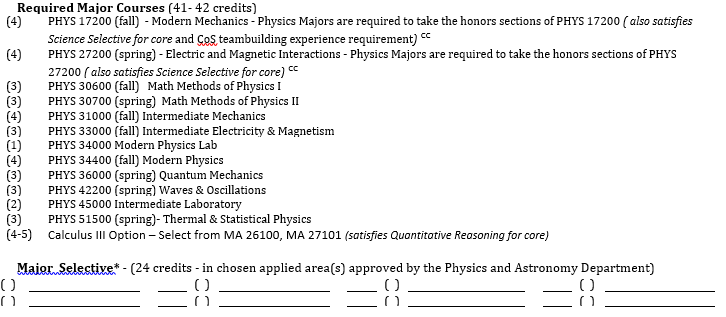 Required Major Courses (41- 42 credits)
(4) PHYS 17200 (fall) - Modern Mechanics - Physics Majors are required to take the honors sections of PHYS 17200 ( also satisfies
Science Selective for core and CoS teambuilding experience requirement) CC
(4) PHYS 27200 (spring) - Electric and Magnetic Interactions - Physics Majors are required to take the honors sections of PHYS
27200 ( also satisfies Science Selective for core) CC
(3) PHYS 30600 (fall) Math Methods of Physics I
(3) PHYS 30700 (spring) Math Methods of Physics II
(4) PHYS 31000 (fall) Intermediate Mechanics
(3) PHYS 33000 (fall) Intermediate Electricity & Magnetism
(1) PHYS 34000 Modern Physics Lab
(4) PHYS 34400 (fall) Modern Physics
(3) PHYS 36000 (spring) Quantum Mechanics
(3) PHYS 42200 (spring) Waves & Oscillations
(2) PHYS 45000 Intermediate Laboratory
(3) PHYS 51500 (spring)- Thermal & Statistical Physics
(4-5) Calculus III Option – Select from MA 26100, MA 27101 (satisfies Quantitative Reasoning for core)
Major Selective* - (24 credits - in chosen applied area(s) approved by the Physics and Astronomy Department)
( ) ____________ ____ ( ) ____________ ____ ( ) ____________ ____ ( ) ____________
( ) ____________ ____ ( ) ____________ ____ ( ) ____________ ____ ( ) ____________